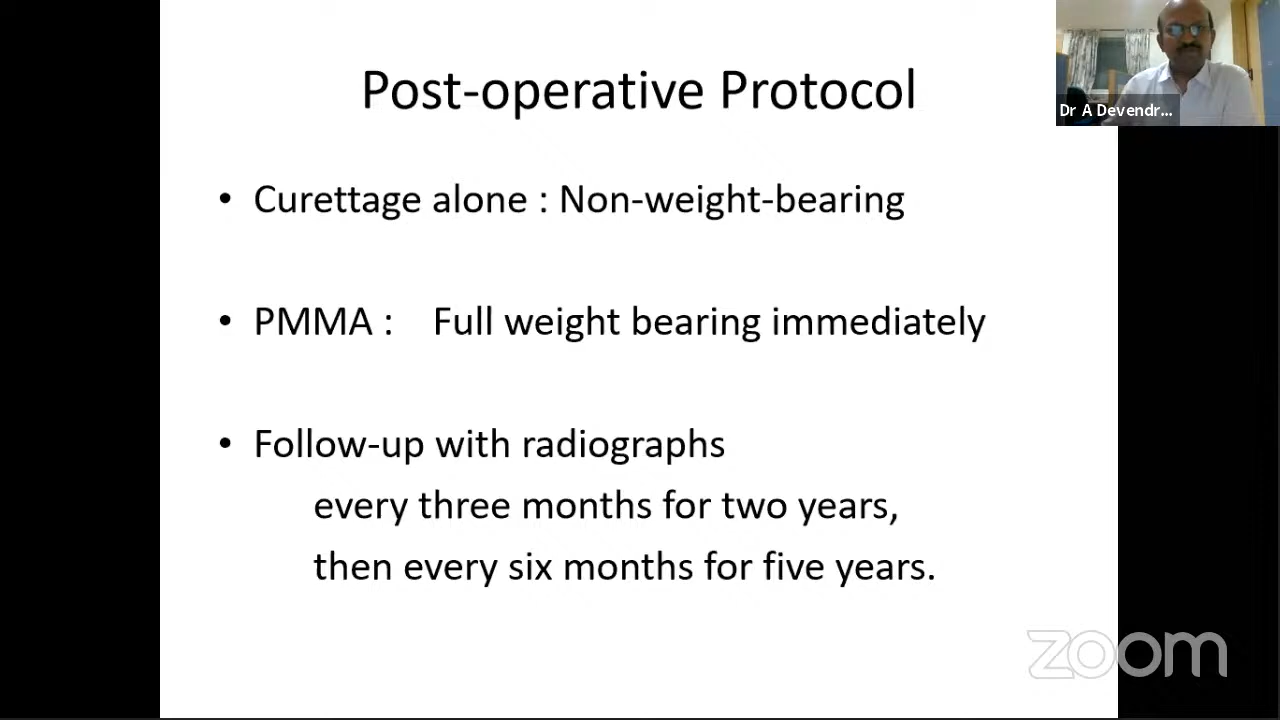 Post-operative Protocol
Dr A Devendr...
• Curettage alone : Non-weight-bearing
• PMMA : Full weight bearing immediately
• Follow-up with radiographs
every three months for two years,
then every six months for five years.
zoom